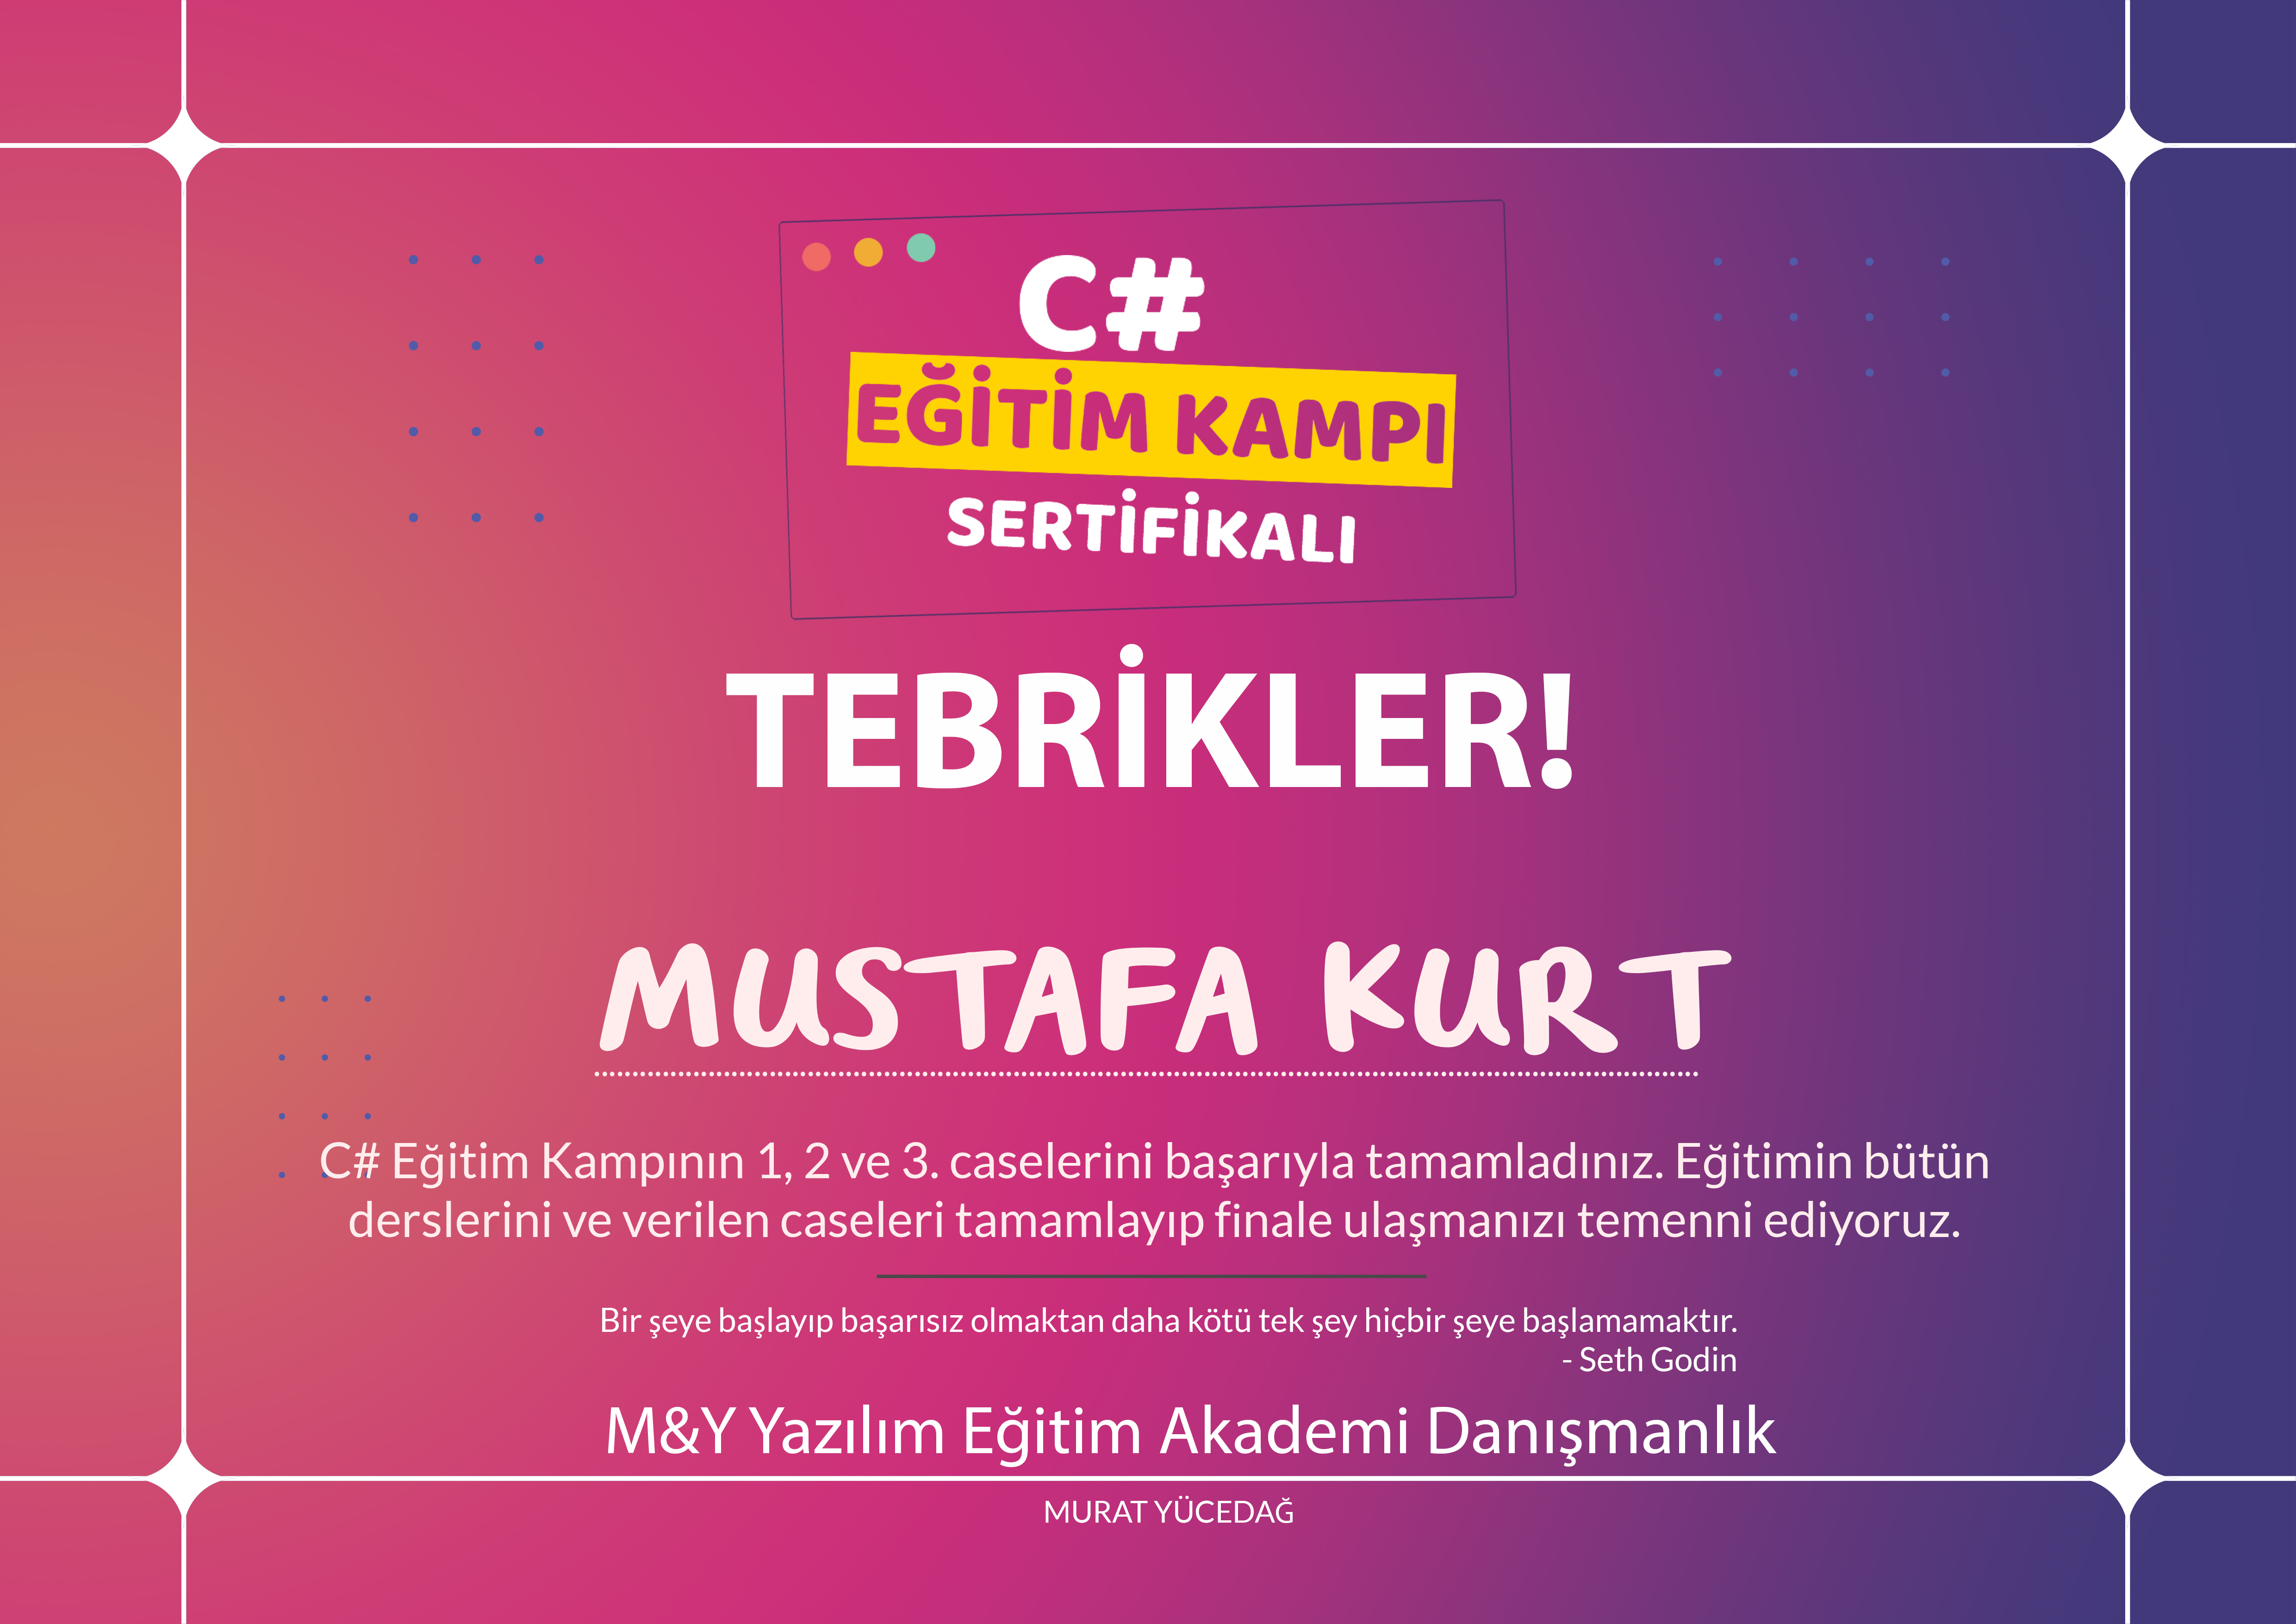 C#
EĞİTİM KAMPI
SERTİFİKALI
TEBRİKLER!
MUSTAFA KURT
C# Eğitim Kampının 1, 2 ve 3. caselerini başarıyla tamamladınız. Eğitimin bütün
derslerini ve verilen caseleri tamamlayıp finale ulaşmanızı temenni ediyoruz.
Bir şeye başlayıp başarısız olmaktan daha kötü tek şey hiçbir şeye başlamamaktır.
- Seth Godin
M&Y Yazılım Eğitim Akademi Danışmanlık
MURAT YÜCEDAĞ